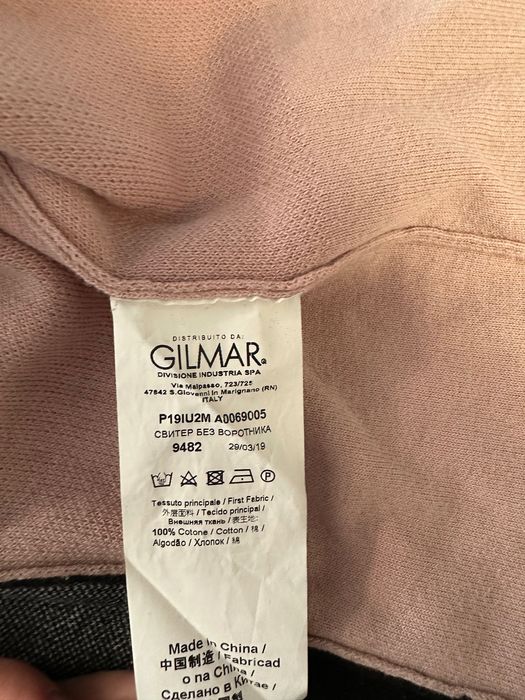 DISTRIBUITO DA:
GILMAR®
DIVISIONE INDUSTRIA SPA
Via Malpasso, 723/725
47842 S.Giovanni in Marignano (RN)
ITALY
P19IU2M A0069005
СВИТЕР БЕЗ ВОРОТНИКА
9482 29/03/19
P
Tessuto principale / First Fabric /
外层面料 / Tecido principal /
Внешняя ткань / 表生地:
100% Cotone / Cotton / 棉 /
Algodão / Хлопок / 綿
Made in China /
中国制造 / Fabricad
o na China /
Сделано в Китае /